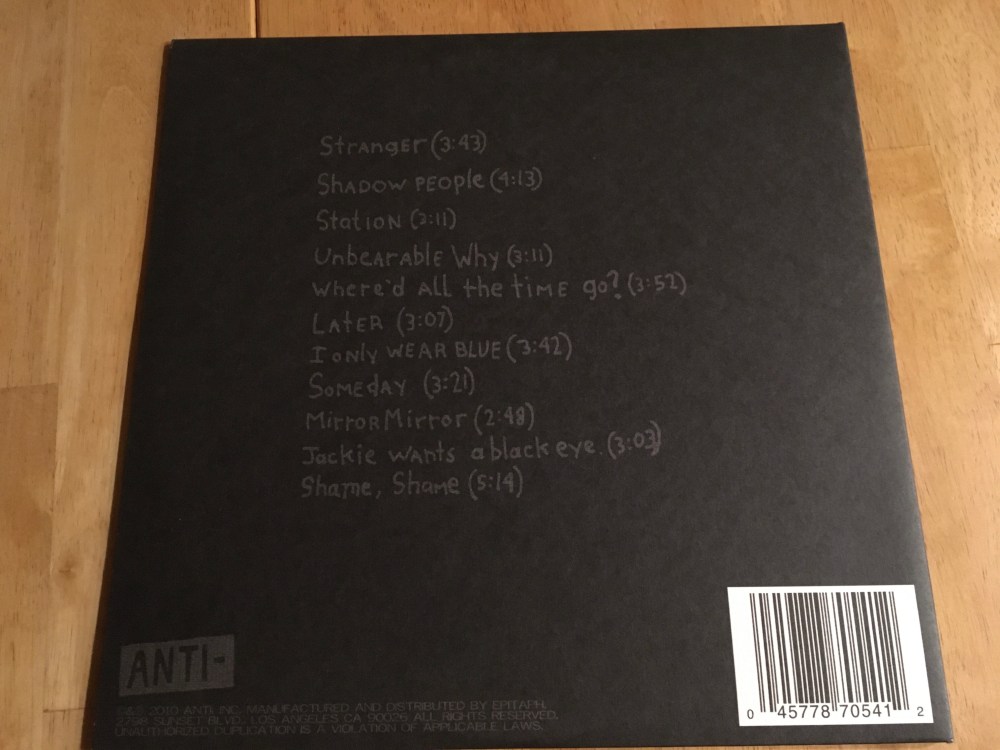 Stranger (3:43)
Shadow People (4:13)
Station (3:11)
Unbearable Why (3:11)
Where'd All the time go? (3:52)
Later (3:07)
I only WEAR BLUE (3:42)
Someday (3:21)
Mirror Mirror (2:48)
Jackie wants a black eye. (3:03)
Shame, Shame (5:14)
ANTI-
2010 ANTI, INC. MANUFACTURED AND DISTRIBUTED BY EPITAPH,
2798 SUNSET BLVD., LOS ANGELES CA 90026 ALL RIGHTS RESERVED.
UNAUTHORIZED DUPLICATION IS A VIOLATION OF APPLICABLE LAWS.
0 45778 70541 2